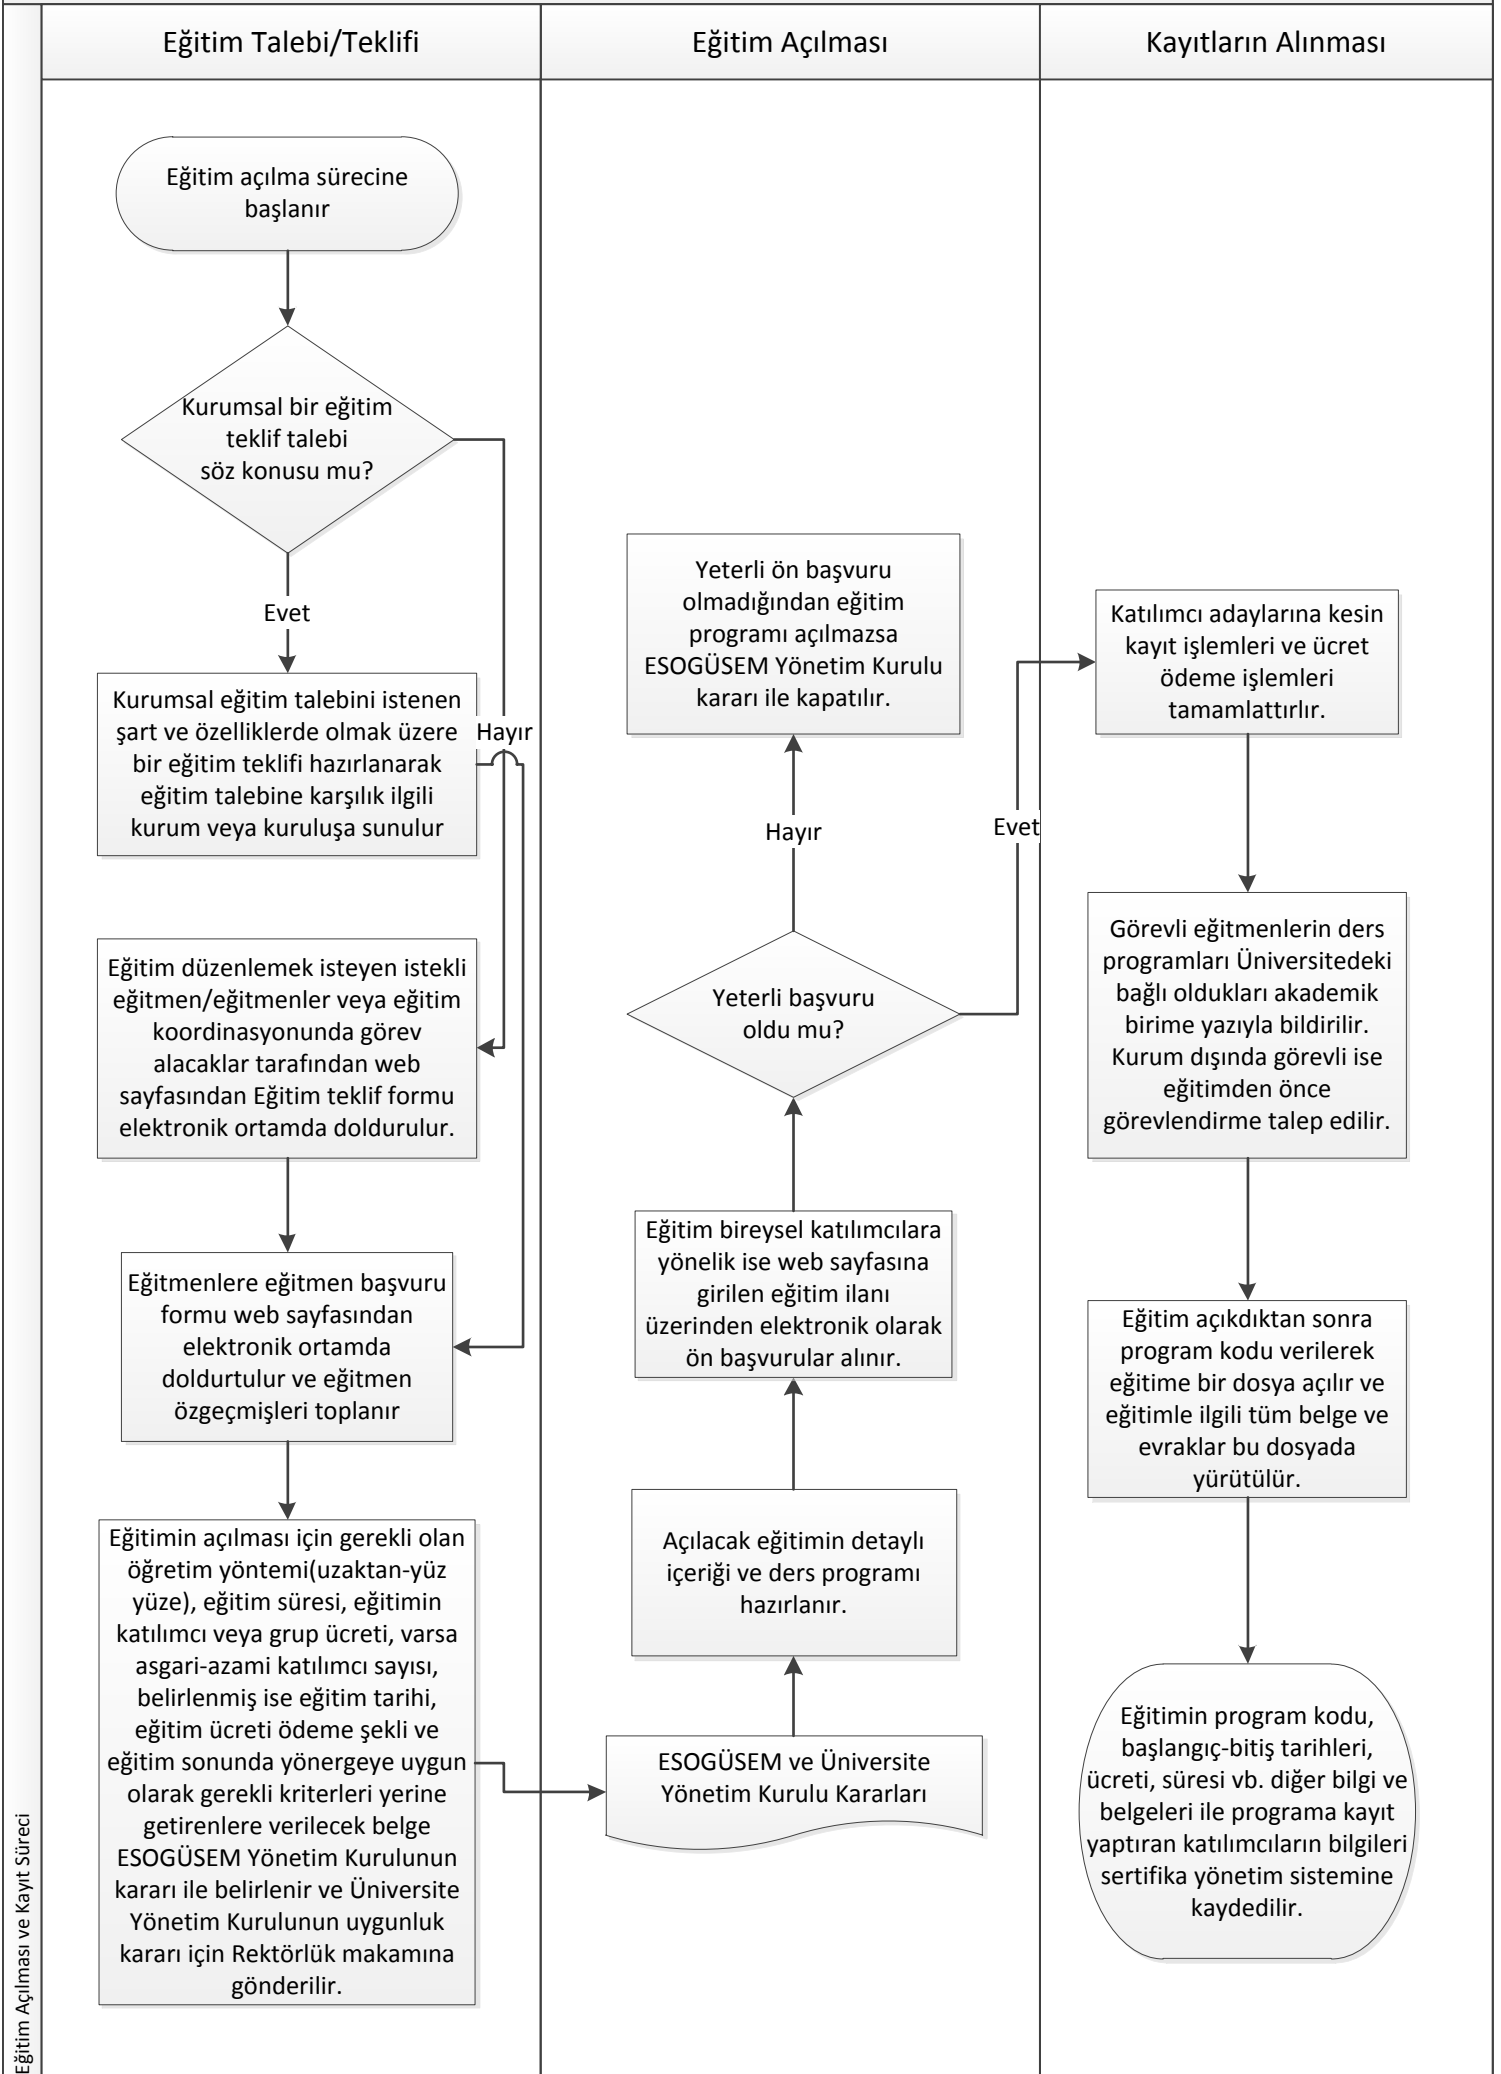 Eğitim Talebi/Teklifi
Eğitim Açılması
Kayıtların Alınması
Eğitim Açılması ve Kayıt Süreci
Eğitim açılma sürecine
başlanır
Kurumsal bir eğitim
teklif talebi
söz konusu mu?
Evet
Hayır
Kurumsal eğitim talebini istenen
şart ve özelliklerde olmak üzere
bir eğitim teklifi hazırlanarak
eğitim talebine karşılık ilgili
kurum veya kuruluşa sunulur
Eğitim düzenlemek isteyen istekli
eğitmen/eğitmenler veya eğitim
koordinasyonunda görev
alacaklar tarafından web
sayfasından Eğitim teklif formu
elektronik ortamda doldurulur.
Eğitmenlere eğitmen başvuru
formu web sayfasından
elektronik ortamda
doldurtulur ve eğitmen
özgeçmişleri toplanır
Eğitimin açılması için gerekli olan
öğretim yöntemi(uzaktan-yüz
yüze), eğitim süresi, eğitimin
katılımcı veya grup ücreti, varsa
asgari-azami katılımcı sayısı,
belirlenmiş ise eğitim tarihi,
eğitim ücreti ödeme şekli ve
eğitim sonunda yönergeye uygun
olarak gerekli kriterleri yerine
getirenlere verilecek belge
ESOGÜSEM Yönetim Kurulunun
kararı ile belirlenir ve Üniversite
Yönetim Kurulunun uygunluk
kararı için Rektörlük makamına
gönderilir.
Yeterli ön başvuru
olmadığından eğitim
programı açılmazsa
ESOGÜSEM Yönetim Kurulu
kararı ile kapatılır.
Hayır
Evet
Yeterli başvuru
oldu mu?
Eğitim bireysel katılımcılara
yönelik ise web sayfasına
girilen eğitim ilanı
üzerinden elektronik olarak
ön başvurular alınır.
Açılacak eğitimin detaylı
içeriği ve ders programı
hazırlanır.
ESOGÜSEM ve Üniversite
Yönetim Kurulu Kararları
Katılımcı adaylarına kesin
kayıt işlemleri ve ücret
ödeme işlemleri
tamamlattırlır.
Görevli eğitmenlerin ders
programları Üniversitedeki
bağlı oldukları akademik
birime yazıyla bildirilir.
Kurum dışında görevli ise
eğitimden önce
görevlendirme talep edilir.
Eğitim açıkdıktan sonra
program kodu verilerek
eğitime bir dosya açılır ve
eğitimle ilgili tüm belge ve
evraklar bu dosyada
yürütülür.
Eğitimin program kodu,
başlangıç-bitiş tarihleri,
ücreti, süresi vb. diğer bilgi ve
belgeleri ile programa kayıt
yaptıran katılımcıların bilgileri
sertifika yönetim sistemine
kaydedilir.